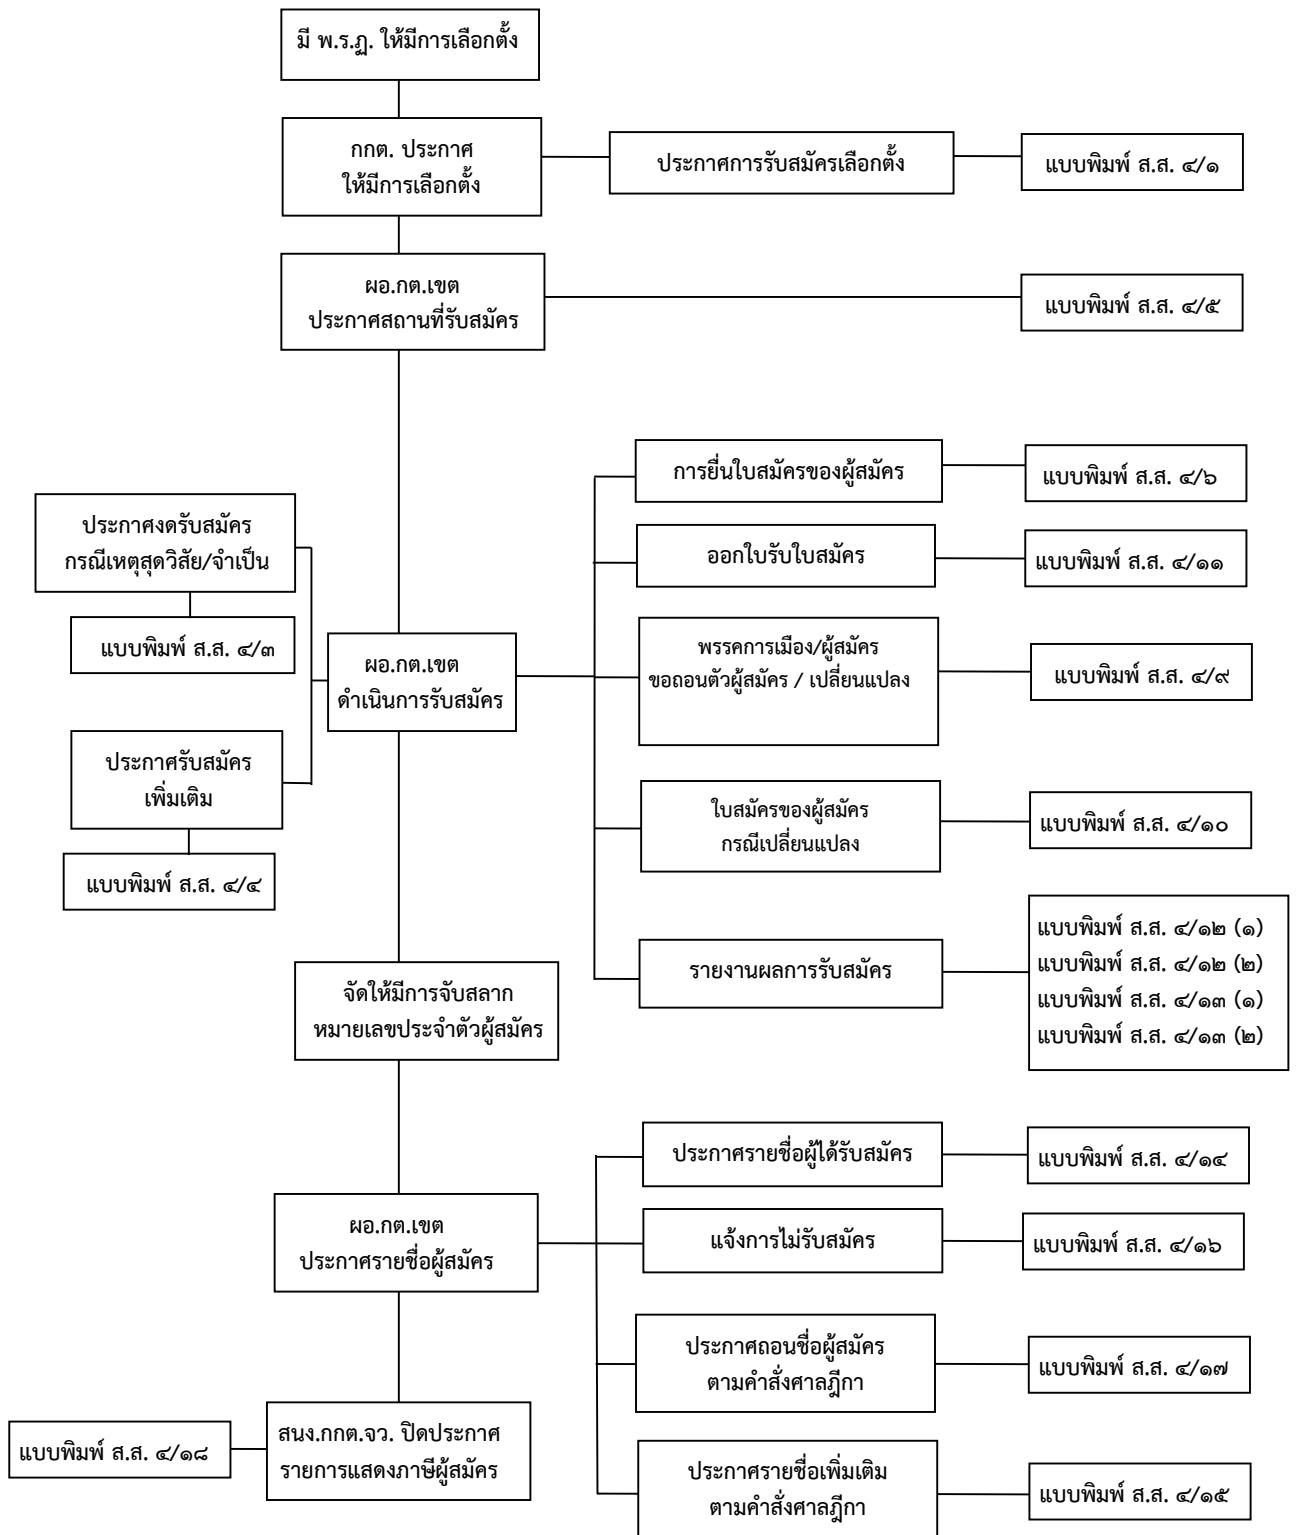 มี พ.ร.ฎ. ให้มีการเลือกตั้ง
กกต. ประกาศ
ให้มีการเลือกตั้ง
ประกาศการรับสมัครเลือกตั้ง
แบบพิมพ์ ส.ส. ๔/๑
ผอ.กต.เขต
ประกาศสถานที่รับสมัคร
แบบพิมพ์ ส.ส. ๔/๕
การยื่นใบสมัครของผู้สมัคร
แบบพิมพ์ ส.ส. ๔/๖
ประกาศงดรับสมัคร
กรณีเหตุสุดวิสัย/จำเป็น
แบบพิมพ์ ส.ส. ๔/๓
ออกใบรับใบสมัคร
แบบพิมพ์ ส.ส. ๔/๑๑
ผอ.กต.เขต
ดำเนินการรับสมัคร
พรรคการเมือง/ผู้สมัคร
ขอถอนตัวผู้สมัคร / เปลี่ยนแปลง
แบบพิมพ์ ส.ส. ๔/๙
ประกาศรับสมัคร
เพิ่มเติม
แบบพิมพ์ ส.ส. ๔/๔
ใบสมัครของผู้สมัคร
กรณีเปลี่ยนแปลง
แบบพิมพ์ ส.ส. ๔/๑๐
รายงานผลการรับสมัคร
แบบพิมพ์ ส.ส. ๔/๑๒ (๑)
แบบพิมพ์ ส.ส. ๔/๑๒ (๒)
แบบพิมพ์ ส.ส. ๔/๑๓ (๑)
แบบพิมพ์ ส.ส. ๔/๑๓ (๒)
จัดให้มีการจับสลาก
หมายเลขประจำตัวผู้สมัคร
ประกาศรายชื่อผู้ได้รับสมัคร
แบบพิมพ์ ส.ส. ๔/๑๔
ผอ.กต.เขต
ประกาศรายชื่อผู้สมัคร
แจ้งการไม่รับสมัคร
แบบพิมพ์ ส.ส. ๔/๑๖
ประกาศถอนชื่อผู้สมัคร
ตามคำสั่งศาลฎีกา
แบบพิมพ์ ส.ส. ๔/๑๗
แบบพิมพ์ ส.ส. ๔/๑๘
สนง.กกต.จว. ปิดประกาศ
รายการแสดงภาษีผู้สมัคร
ประกาศรายชื่อเพิ่มเติม
ตามคำสั่งศาลฎีกา
แบบพิมพ์ ส.ส. ๔/๑๕